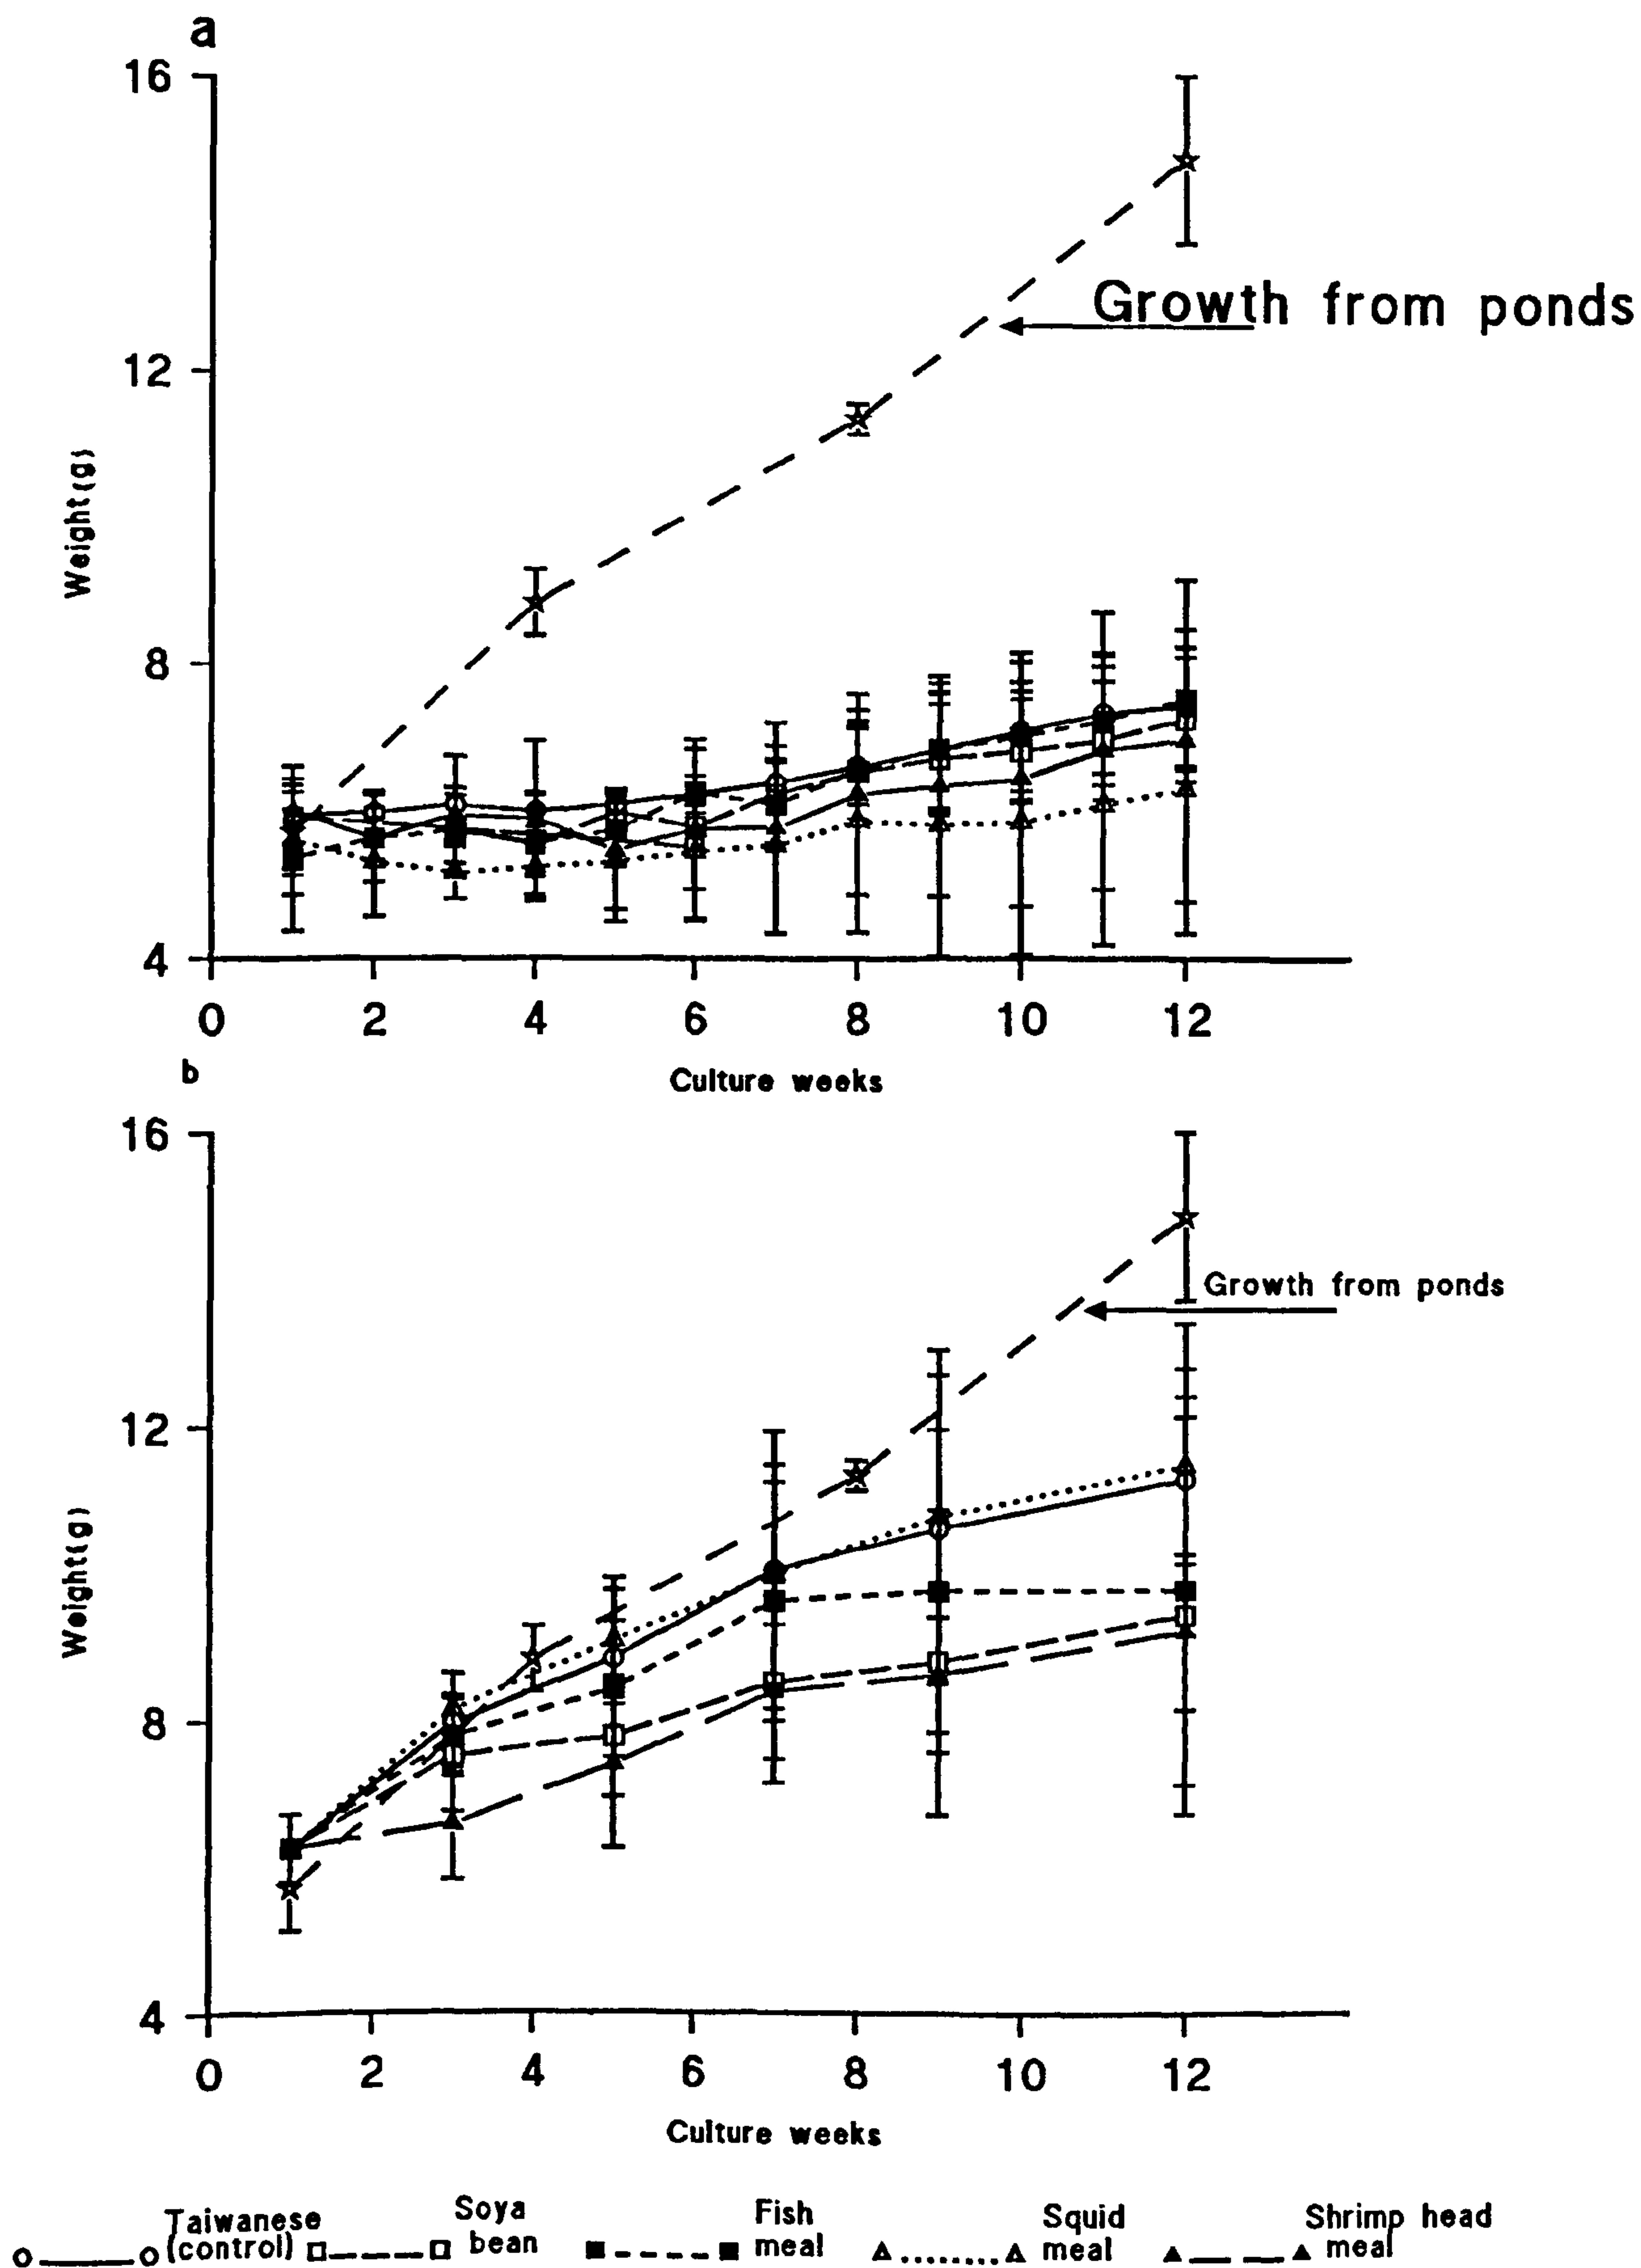 a
16
12
8
4
Weight(g)
Growth from ponds
0 2 4 6 8 10 12
Culture weeks
b
16
12
8
4
Weight(g)
Growth from ponds
0 2 4 6 8 10 12
Culture weeks
Taiwanese (control)
Soya bean
Fish meal
Squid meal
Shrimp head meal